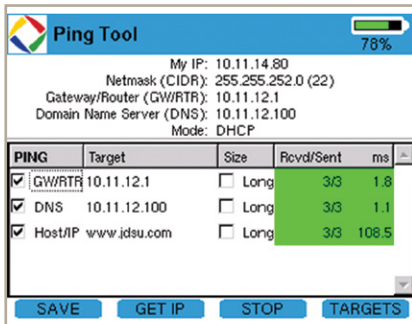 Ping Tool
78%
My IP: 10.11.14.80
Netmask (CIDR): 255.255.252.0 (22)
Gateway/Router (GW/RTR): 10.11.12.1
Domain Name Server (DNS): 10.11.12.100
Mode: DHCP
PING Target Size Rcvd/Sent ms
GW/RTR 10.11.12.1 Long 3/3 1.8
DNS 10.11.12.100 Long 3/3 1.1
Host/IP www.jdsu.com Long 3/3 108.5
SAVE GET IP STOP TARGETS